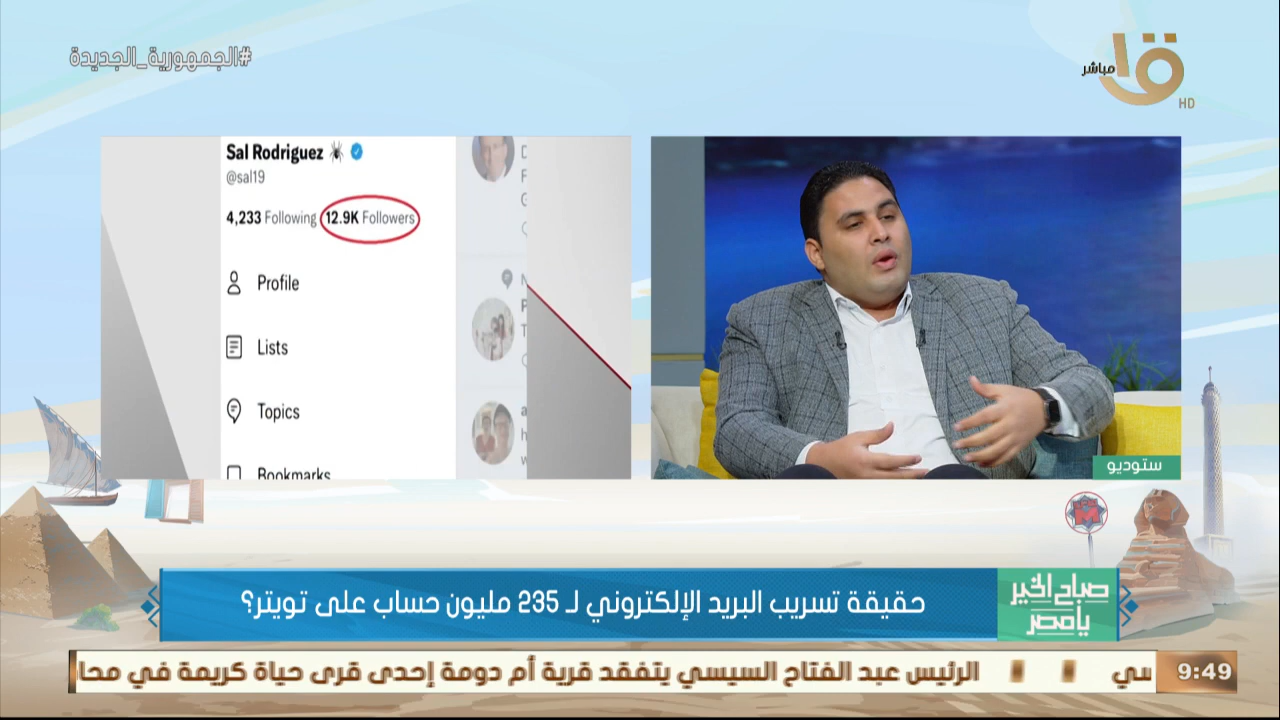 #الجمهورية_الجديدة
مباشر
HD
Sal Rodriguez
@sal19
4,233 Following 12.9K Followers
Profile
Lists
Topics
Bookmarks
ستوديو
صباح الخير
يا مصر
حقيقة تسريب البريد الإلكتروني لـ 235 مليون حساب على تويتر؟
9:49
سي الرئيس عبد الفتاح السيسي يتفقد قرية أم دومة إحدى قرى حياة كريمة في محا